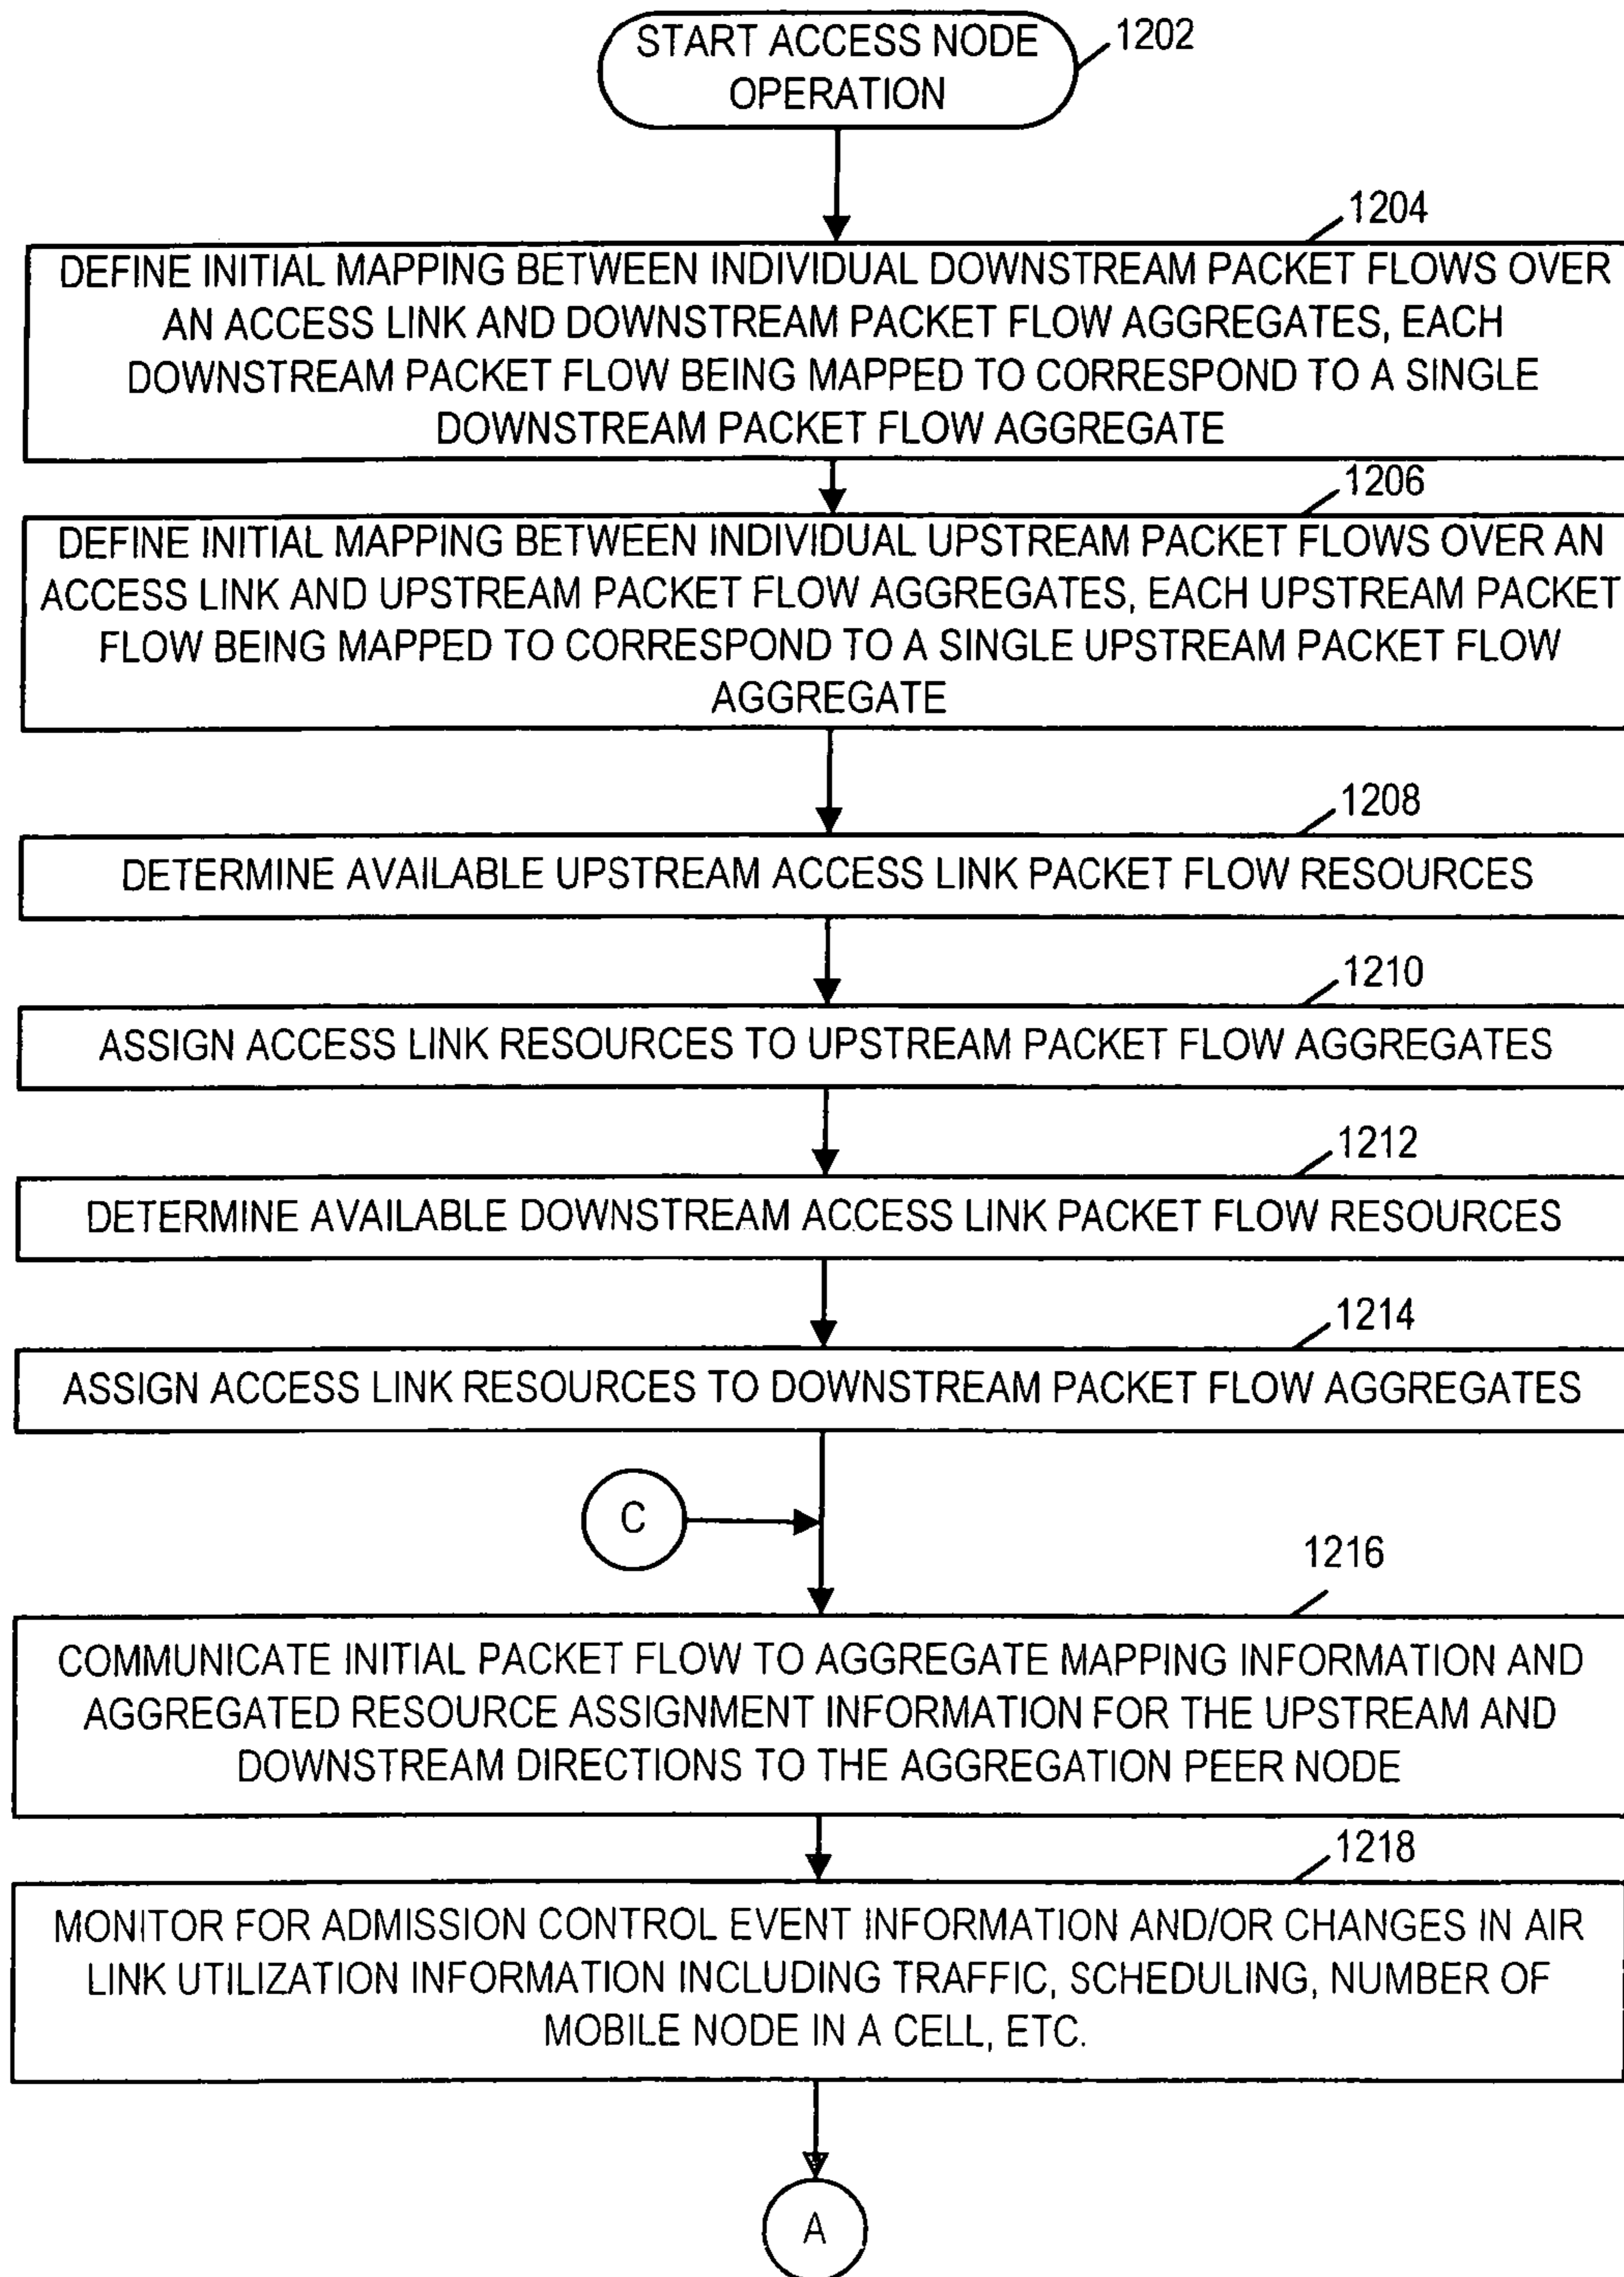 START ACCESS NODE
OPERATION
1202
1204
DEFINE INITIAL MAPPING BETWEEN INDIVIDUAL DOWNSTREAM PACKET FLOWS OVER
AN ACCESS LINK AND DOWNSTREAM PACKET FLOW AGGREGATES, EACH
DOWNSTREAM PACKET FLOW BEING MAPPED TO CORRESPOND TO A SINGLE
DOWNSTREAM PACKET FLOW AGGREGATE
1206
DEFINE INITIAL MAPPING BETWEEN INDIVIDUAL UPSTREAM PACKET FLOWS OVER AN
ACCESS LINK AND UPSTREAM PACKET FLOW AGGREGATES, EACH UPSTREAM PACKET
FLOW BEING MAPPED TO CORRESPOND TO A SINGLE UPSTREAM PACKET FLOW
AGGREGATE
1208
DETERMINE AVAILABLE UPSTREAM ACCESS LINK PACKET FLOW RESOURCES
1210
ASSIGN ACCESS LINK RESOURCES TO UPSTREAM PACKET FLOW AGGREGATES
1212
DETERMINE AVAILABLE DOWNSTREAM ACCESS LINK PACKET FLOW RESOURCES
1214
ASSIGN ACCESS LINK RESOURCES TO DOWNSTREAM PACKET FLOW AGGREGATES
C
1216
COMMUNICATE INITIAL PACKET FLOW TO AGGREGATE MAPPING INFORMATION AND
AGGREGATED RESOURCE ASSIGNMENT INFORMATION FOR THE UPSTREAM AND
DOWNSTREAM DIRECTIONS TO THE AGGREGATION PEER NODE
1218
MONITOR FOR ADMISSION CONTROL EVENT INFORMATION AND/OR CHANGES IN AIR
LINK UTILIZATION INFORMATION INCLUDING TRAFFIC, SCHEDULING, NUMBER OF
MOBILE NODE IN A CELL, ETC.
A